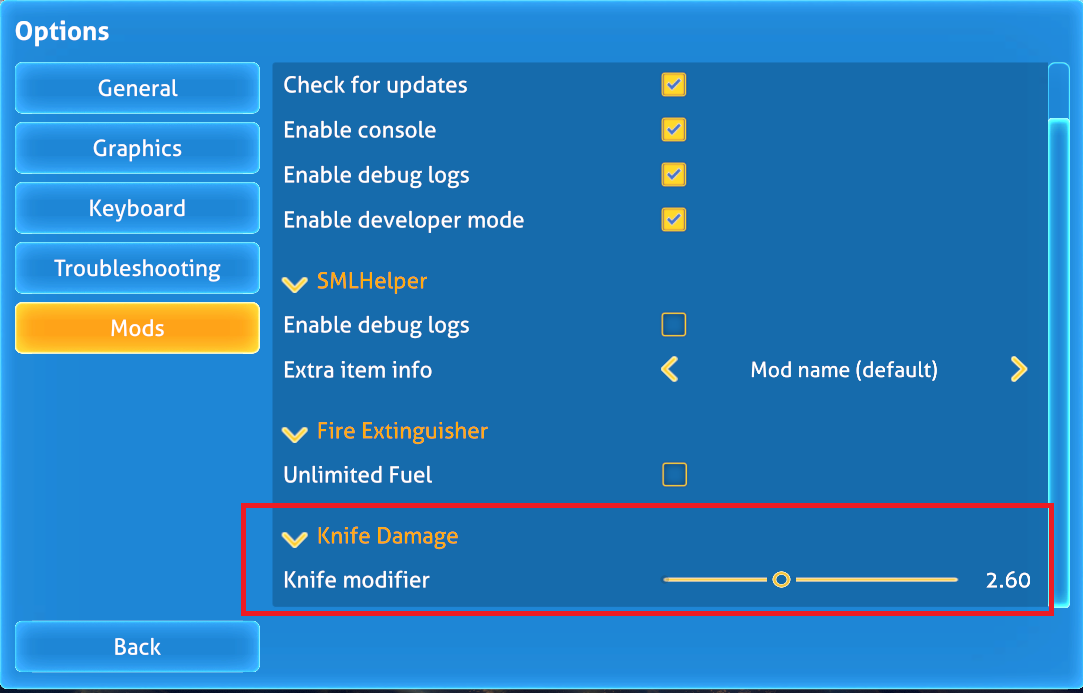 Options
General
Graphics
Keyboard
Troubleshooting
Mods
Back
Check for updates
Enable console
Enable debug logs
Enable developer mode
SMLHelper
Enable debug logs
Extra item info Mod name (default)
Fire Extinguisher
Unlimited Fuel
Knife Damage
Knife modifier 2.60